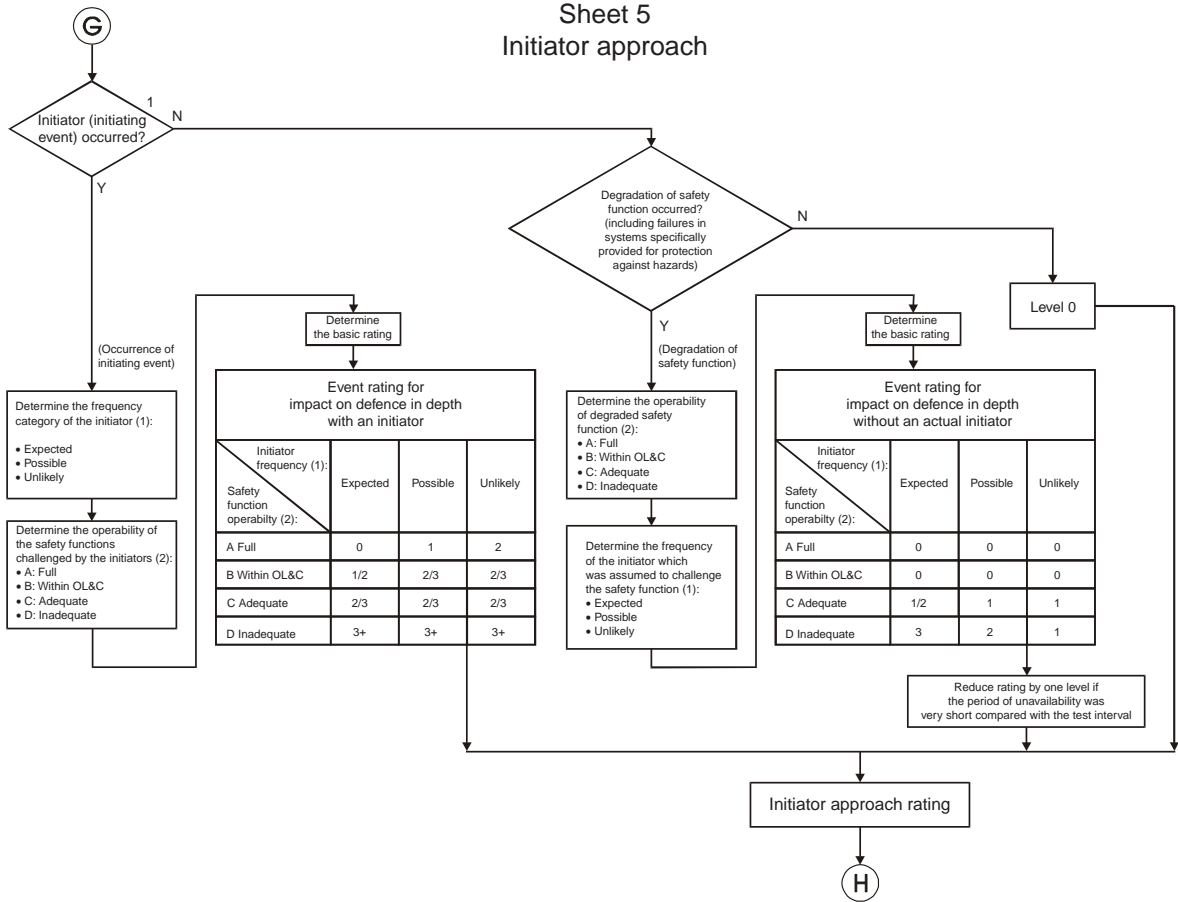 Sheet 5
Initiator approach
G
1
Initiator (initiating
event) occurred?
N
Y
Degradation of safety
function occurred?
(including failures in
systems specifically
provided for protection
against hazards)
N
Y
Level 0
(Occurrence of
initiating event)
Determine the frequency
category of the initiator (1):
• Expected
• Possible
• Unlikely
Determine the operability of
the safety functions
challenged by the initiators (2):
• A: Full
• B: Within OL&C
• C: Adequate
• D: Inadequate
Determine
the basic rating
Event rating for
impact on defence in depth
with an initiator
Initiator
frequency (1):
Safety
function
operabilty (2):
Expected Possible Unlikely
A Full 0 1 2
B Within OL&C 1/2 2/3 2/3
C Adequate 2/3 2/3 2/3
D Inadequate 3+ 3+ 3+
(Degradation of
safety function)
Determine the operability
of degraded safety
function (2):
• A: Full
• B: Within OL&C
• C: Adequate
• D: Inadequate
Determine the frequency
of the initiator which
was assumed to challenge
the safety function (1):
• Expected
• Possible
• Unlikely
Determine
the basic rating
Event rating for
impact on defence in depth
without an actual initiator
Initiator
frequency (1):
Safety
function
operabilty (2):
Expected Possible Unlikely
A Full 0 0 0
B Within OL&C 0 0 0
C Adequate 1/2 1 1
D Inadequate 3 2 1
Reduce rating by one level if
the period of unavailability was
very short compared with the test interval
Initiator approach rating
H